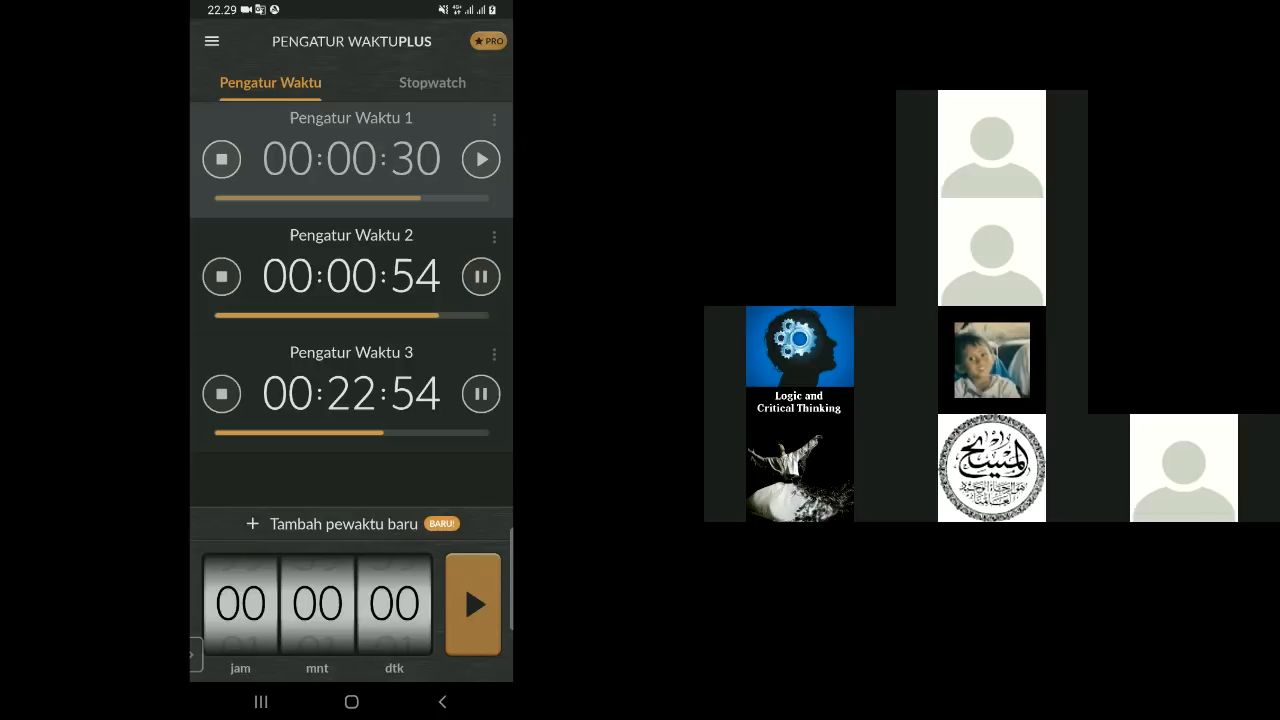 22.29
PENGATUR WAKTUPLUS
PRO
Pengatur Waktu
Stopwatch
Pengatur Waktu 1
00:00:30
Pengatur Waktu 2
00:00:54
Pengatur Waktu 3
00:22:54
+ Tambah pewaktu baru BARU!
00 00 00
jam mnt dtk
Logic and
Critical Thinking
المسيح